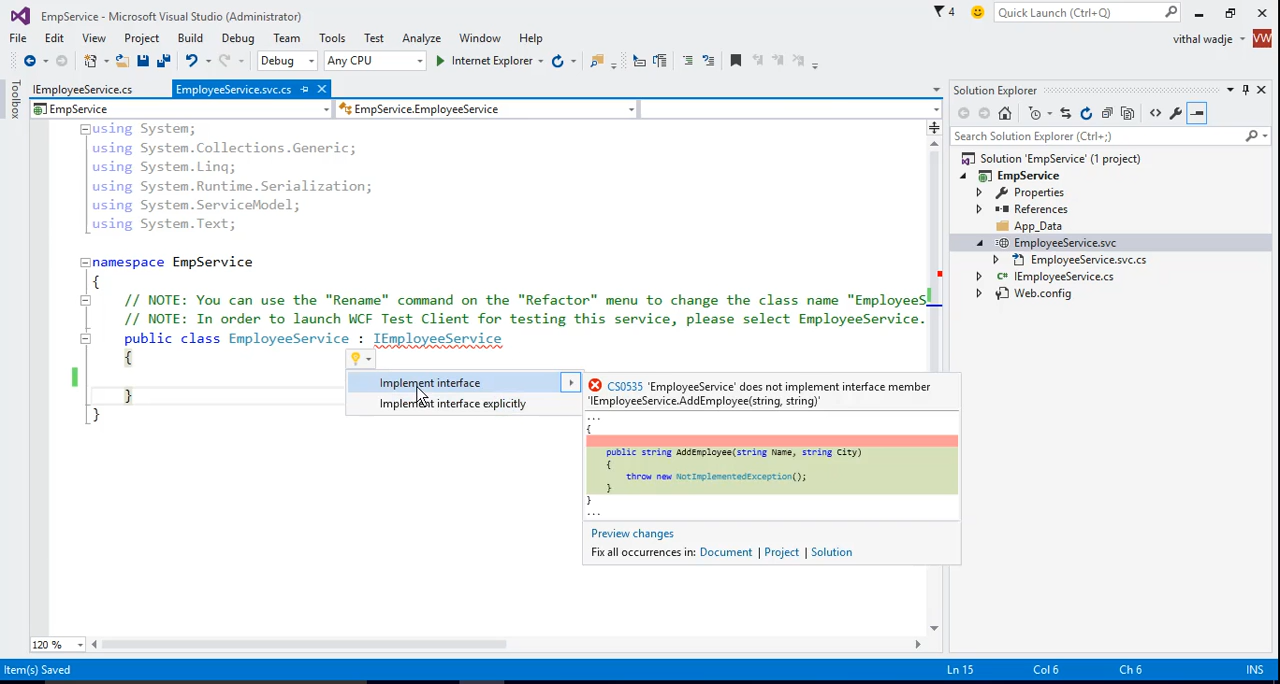 EmpService - Microsoft Visual Studio (Administrator)
4
Quick Launch (Ctrl+Q)
File Edit View Project Build Debug Team Tools Test Analyze Window Help
vithal wadje
VW
Debug
Any CPU
Internet Explorer
Toolbox
IEmployeeService.cs
EmployeeService.svc.cs
EmpService
EmpService.EmployeeService
using System;
using System.Collections.Generic;
using System.Linq;
using System.Runtime.Serialization;
using System.ServiceModel;
using System.Text;
namespace EmpService
{
// NOTE: You can use the "Rename" command on the "Refactor" menu to change the class name "EmployeeS
// NOTE: In order to launch WCF Test Client for testing this service, please select EmployeeService.
public class EmployeeService : IEmployeeService
{
}
}
Implement interface
Implement interface explicitly
CS0535 'EmployeeService' does not implement interface member
'IEmployeeService.AddEmployee(string, string)'
...
{
public string AddEmployee(string Name, string City)
{
throw new NotImplementedException();
}
}
...
Preview changes
Fix all occurrences in: Document | Project | Solution
Solution Explorer
Search Solution Explorer (Ctrl+;)
Solution 'EmpService' (1 project)
EmpService
Properties
References
App_Data
EmployeeService.svc
EmployeeService.svc.cs
IEmployeeService.cs
Web.config
120 %
Item(s) Saved
Ln 15
Col 6
Ch 6
INS